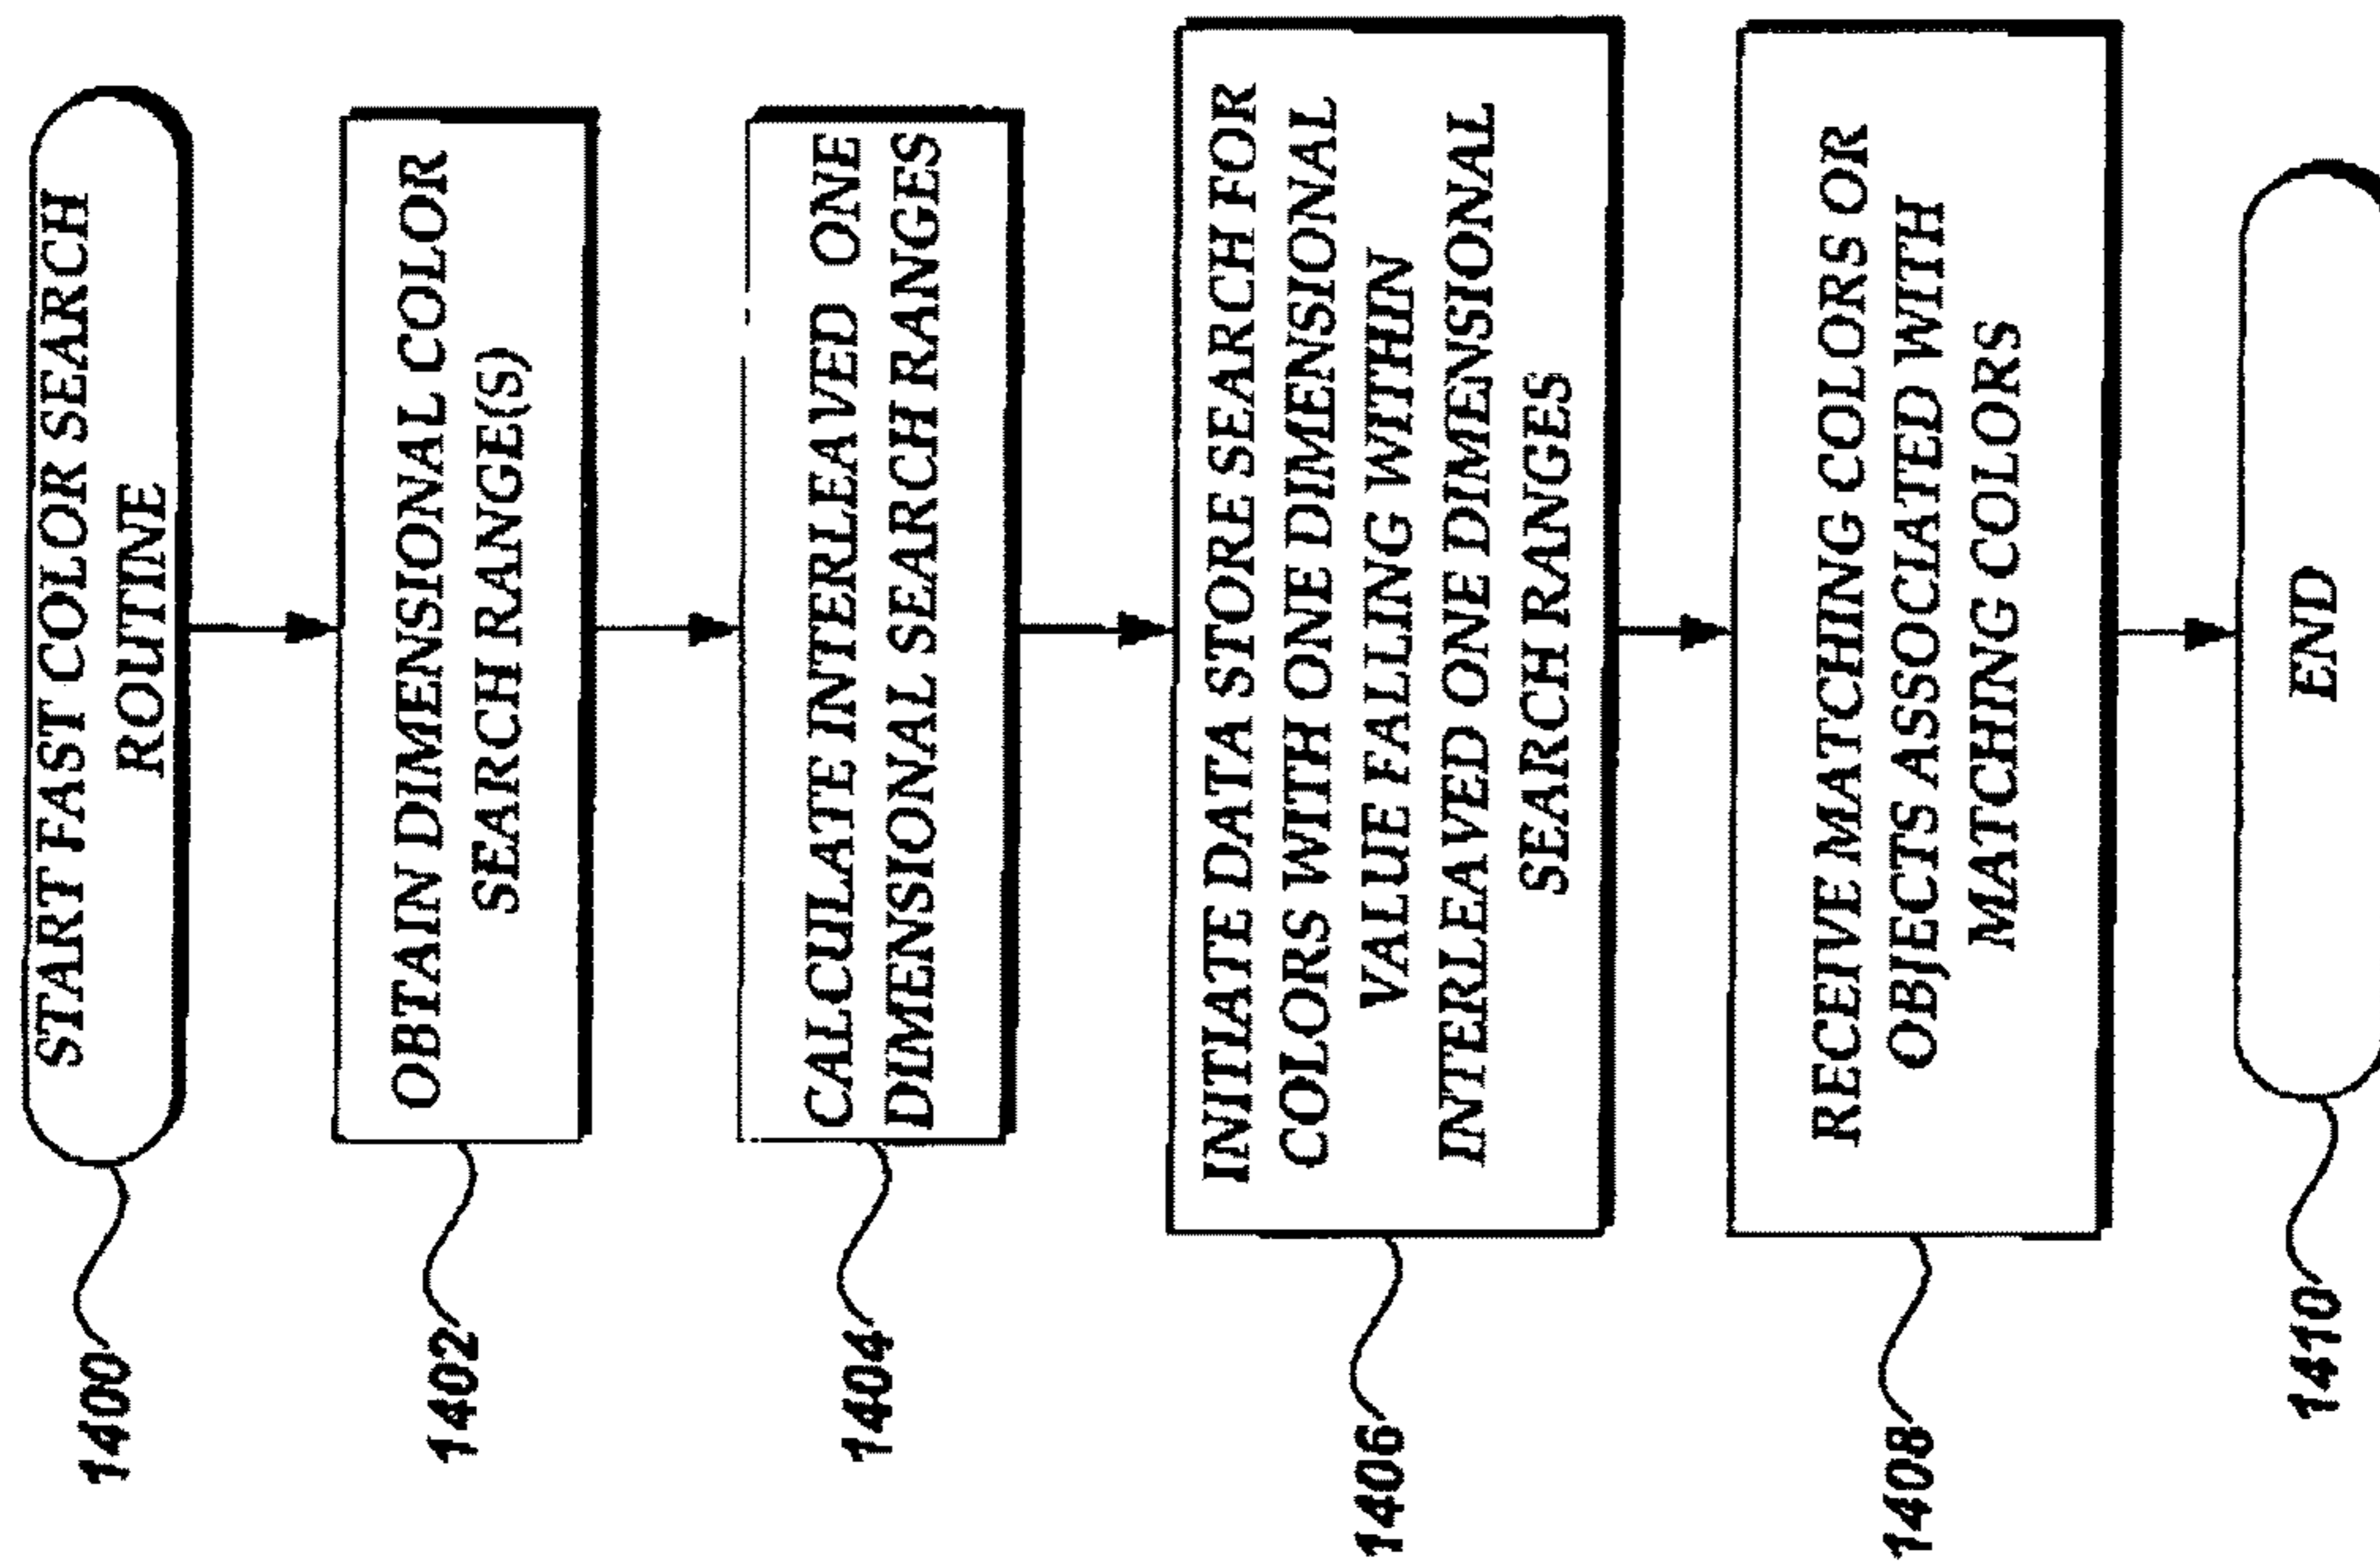 START FAST COLOR SEARCH
ROUTINE
1400
OBTAIN DIMENSIONAL COLOR
SEARCH RANGE(S)
1402
CALCULATE INTERLEAVED ONE
DIMENSIONAL SEARCH RANGES
1404
INITIATE DATA STORE SEARCH FOR
COLORS WITH ONE DIMENSIONAL
VALUE FALLING WITHIN
INTERLEAVED ONE DIMENSIONAL
SEARCH RANGES
1406
RECEIVE MATCHING COLORS OR
OBJECTS ASSOCIATED WITH
MATCHING COLORS
1408
END
1410